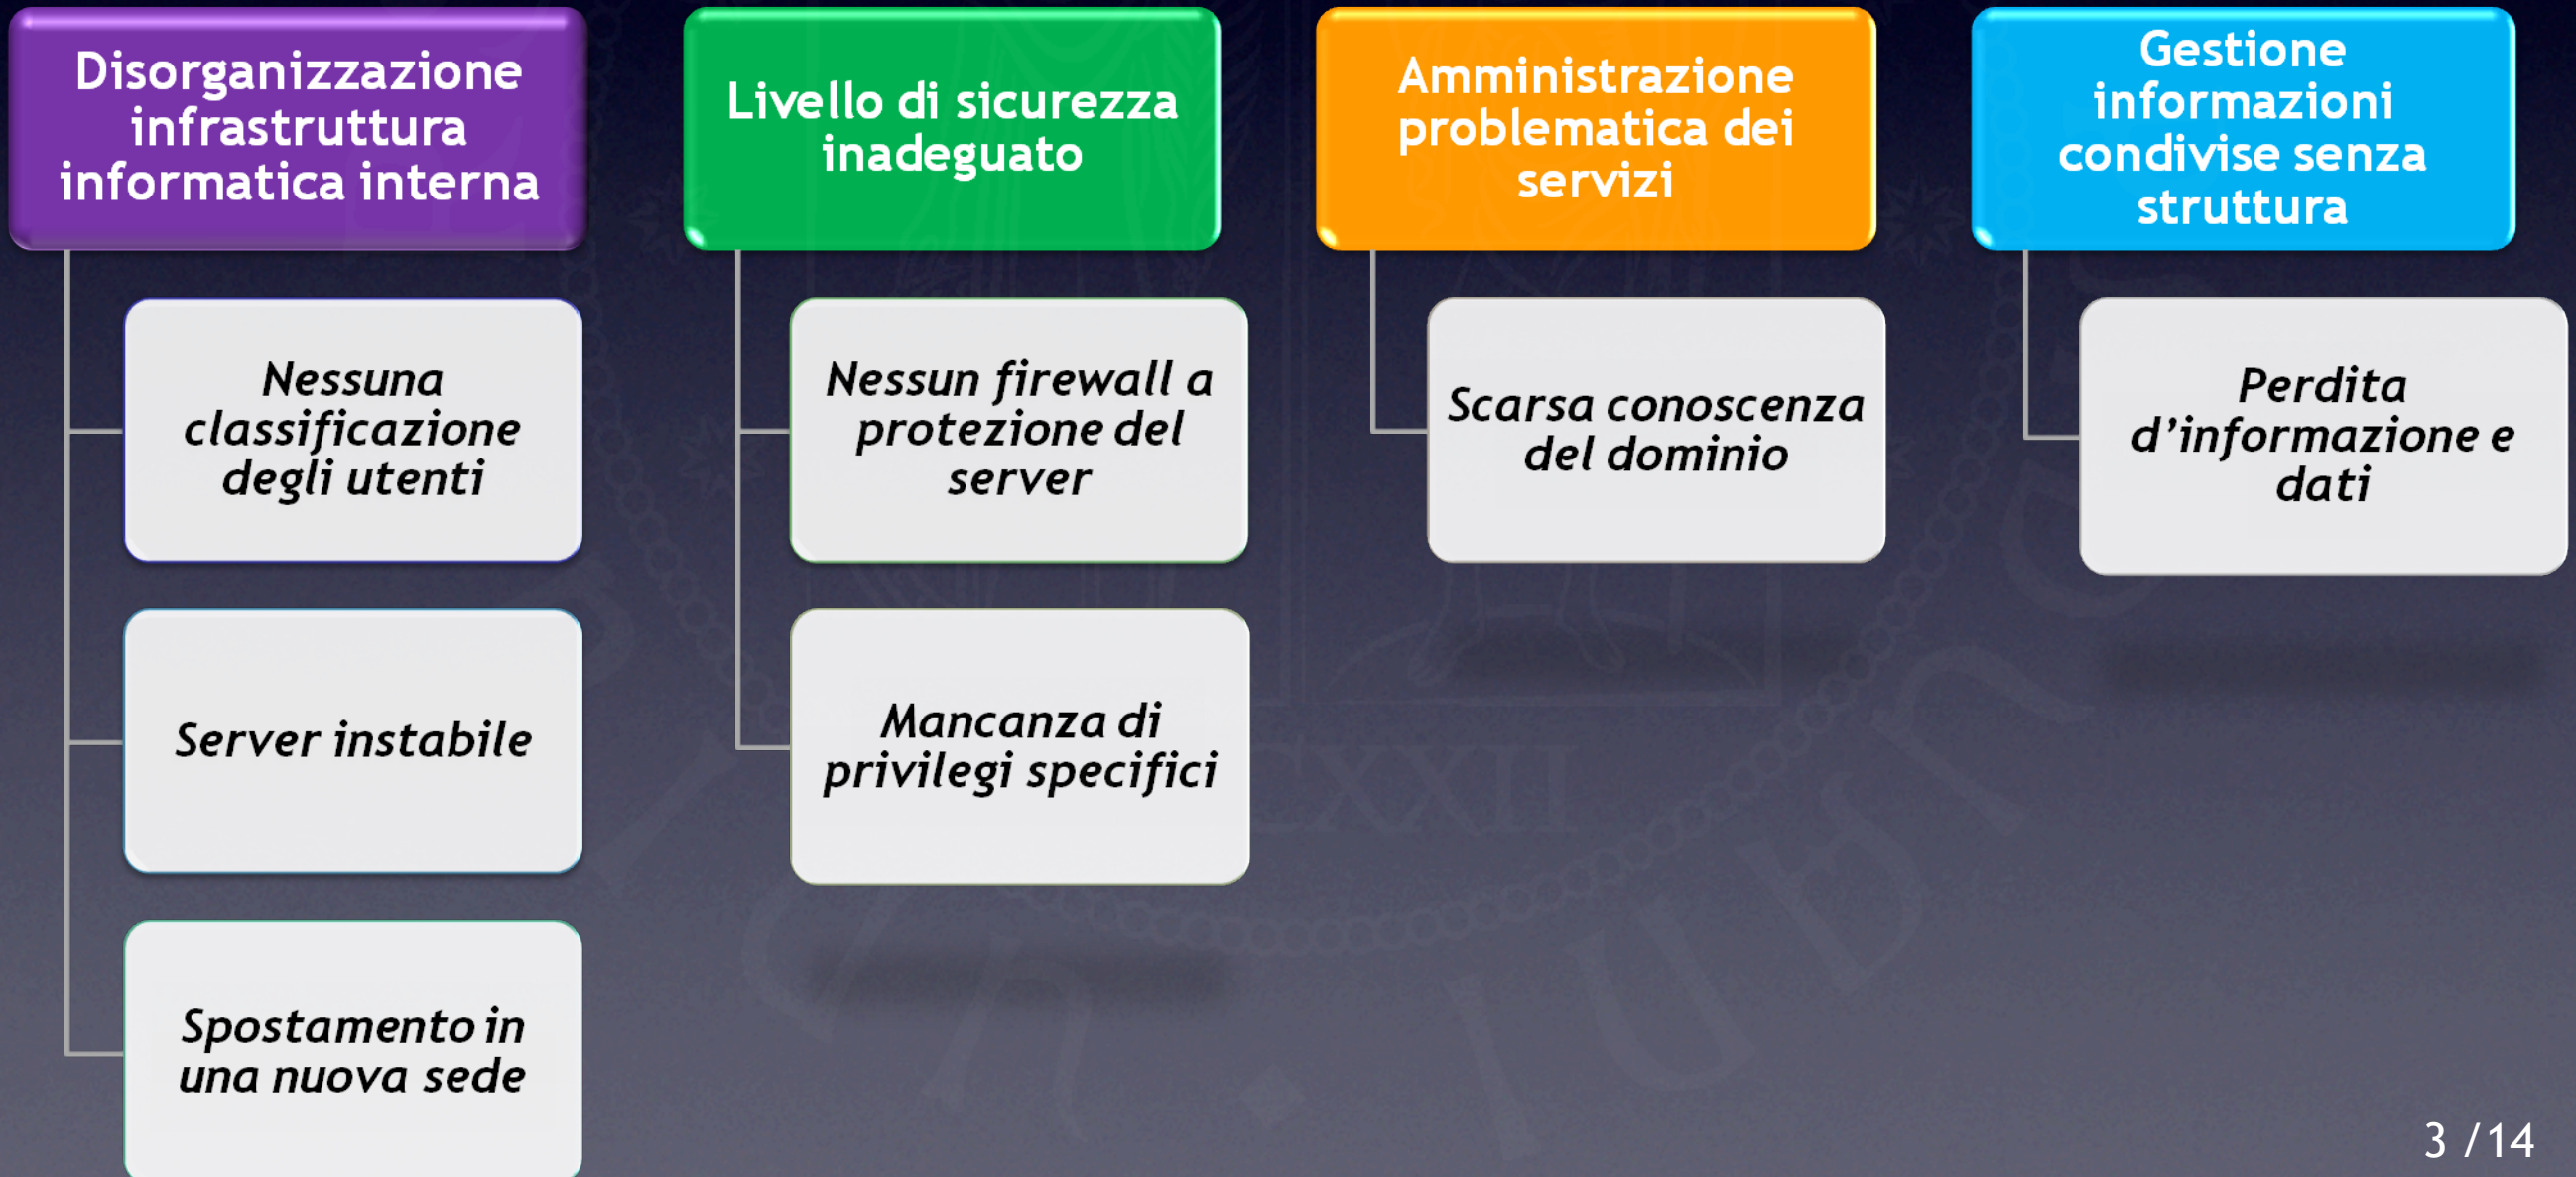 Disorganizzazione
infrastruttura
informatica interna
Nessuna
classificazione
degli utenti
Server instabile
Spostamento in
una nuova sede
Livello di sicurezza
inadeguato
Nessun firewall a
protezione del
server
Mancanza di
privilegi specifici
Amministrazione
problematica dei
servizi
Scarsa conoscenza
del dominio
Gestione
informazioni
condivise senza
struttura
Perdita
d’informazione e
dati
3 /14